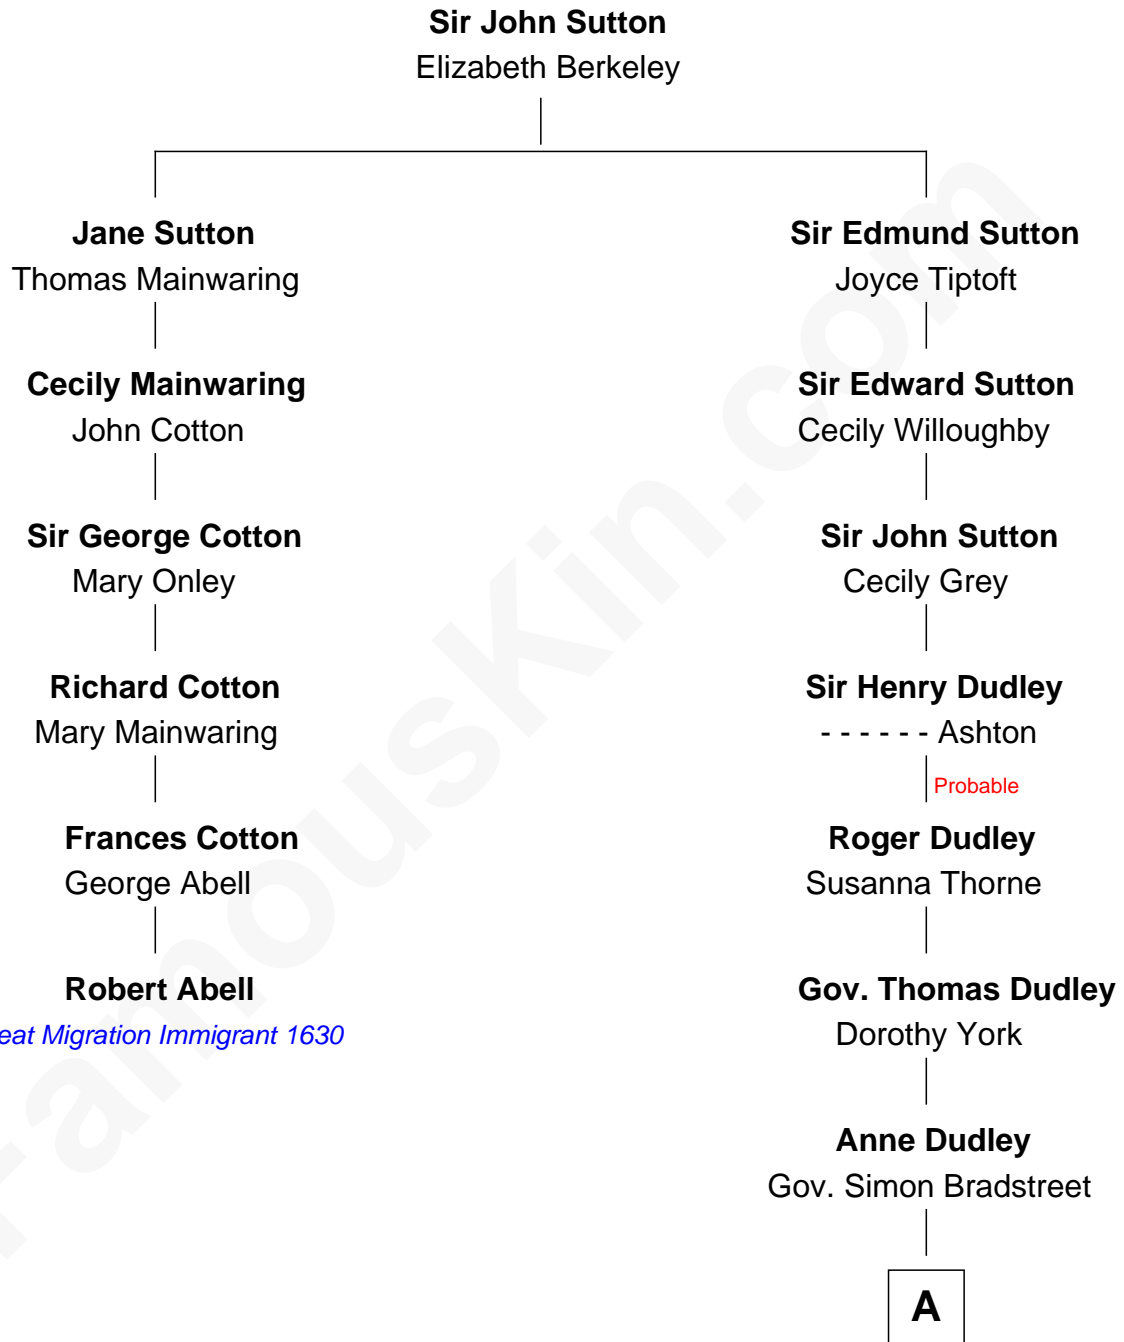 Sir John Sutton
Elizabeth Berkeley
Jane Sutton
Thomas Mainwaring
Cecily Mainwaring
John Cotton
Sir George Cotton
Mary Onley
Richard Cotton
Mary Mainwaring
Frances Cotton
George Abell
Robert Abell
eat Migration Immigrant 1630
Sir Edmund Sutton
Joyce Tiptoft
Sir Edward Sutton
Cecily Willoughby
Sir John Sutton
Cecily Grey
Sir Henry Dudley
- - - - - - Ashton
Probable
Roger Dudley
Susanna Thorne
Gov. Thomas Dudley
Dorothy York
Anne Dudley
Gov. Simon Bradstreet
A
FamousKin.com